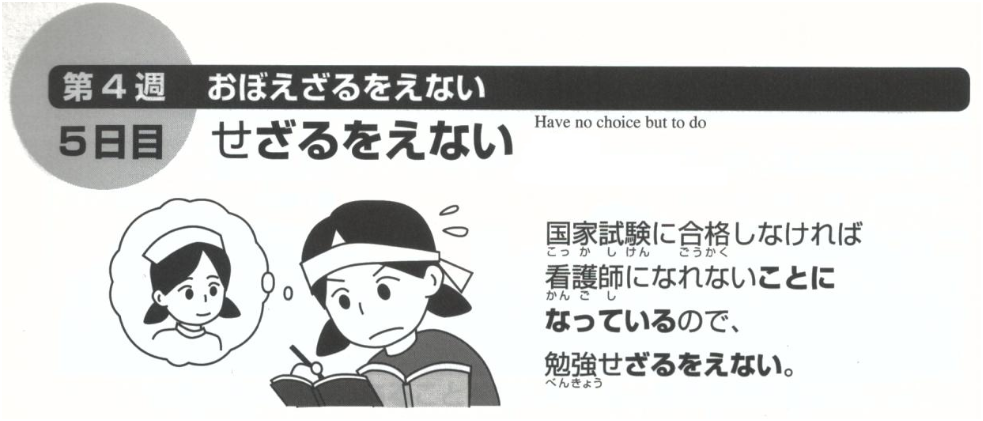 第4週 おぼえざるをえない
5日目 せざるをえない
Have no choice but to do
国家試験に合格しなければ
こっかしけん ごうかく
看護師になれないことに
かんごし
なっているので、
勉強せざるをえない。
べんきょう